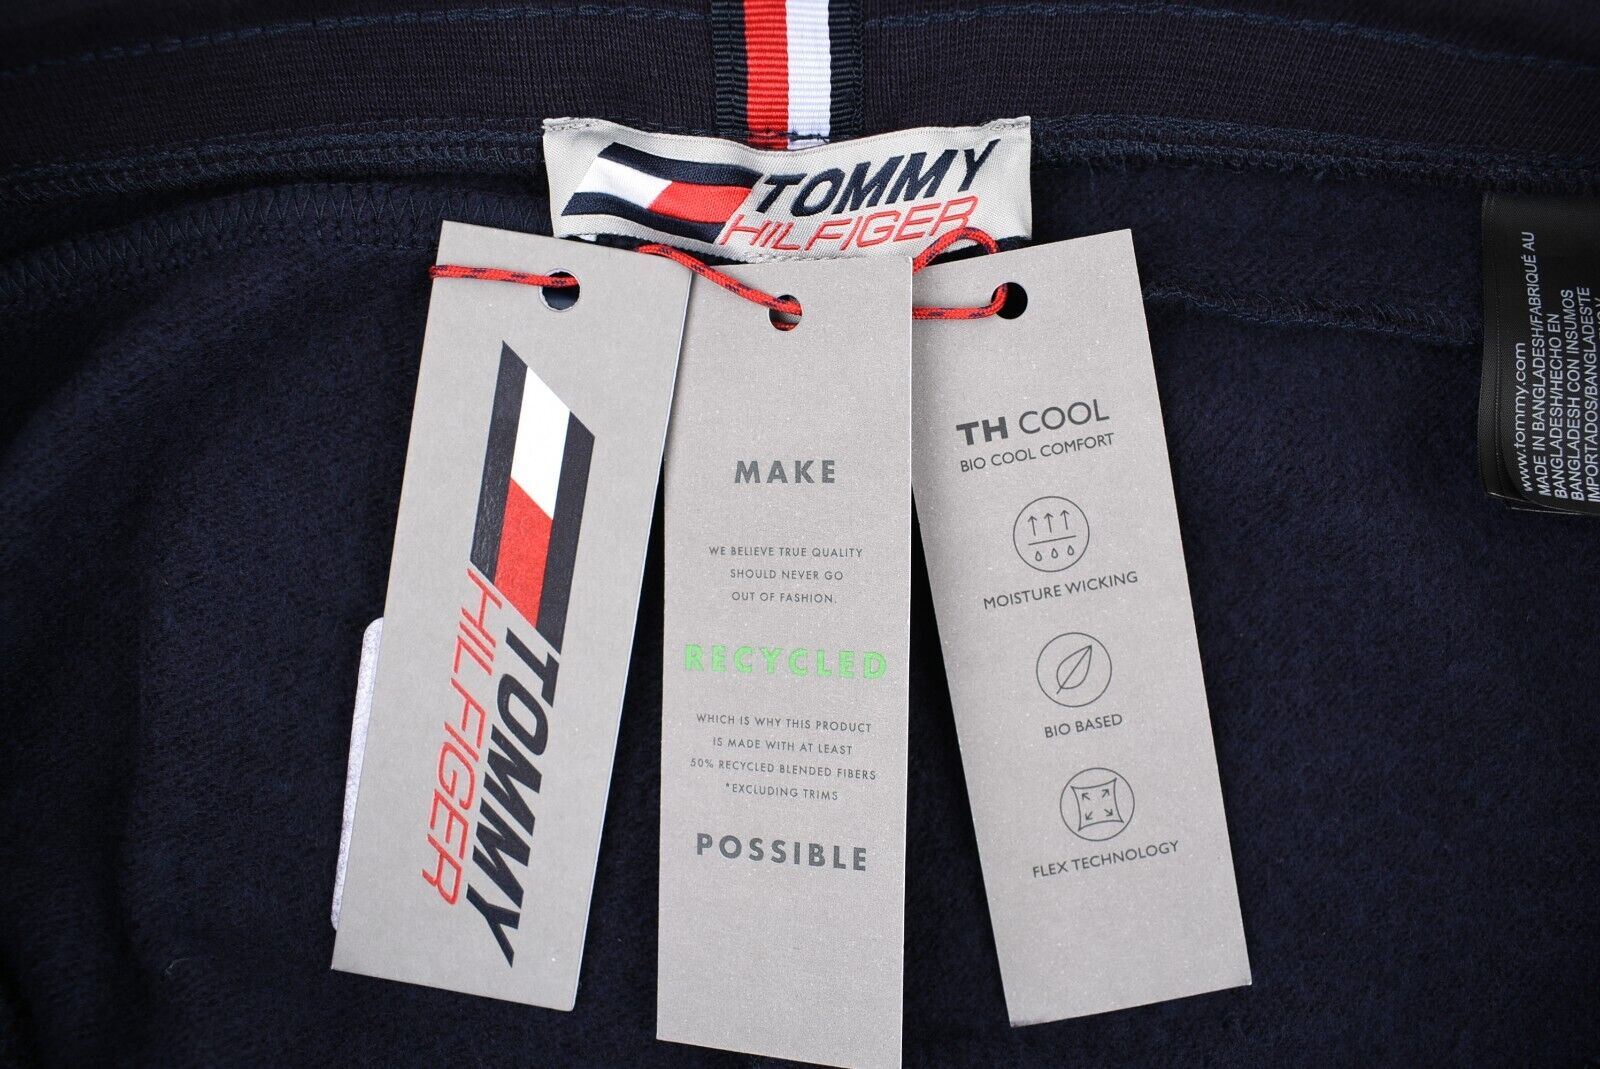 TOMMY
HILFIGER
TOMMY
HILFIGER
MAKE
WE BELIEVE TRUE QUALITY
SHOULD NEVER GO
OUT OF FASHION.
RECYCLED
WHICH IS WHY THIS PRODUCT
IS MADE WITH AT LEAST
50% RECYCLED BLENDED FIBERS
*EXCLUDING TRIMS
POSSIBLE
TH COOL
BIO COOL COMFORT
MOISTURE WICKING
BIO BASED
FLEX TECHNOLOGY
www.tommy.com
MADE IN BANGLADESH/FABRIQUÉ AU
BANGLADESH/HECHO EN
BANGLADESH CON INSUMOS
IMPORTADOS/BANGLADEŞ'TE